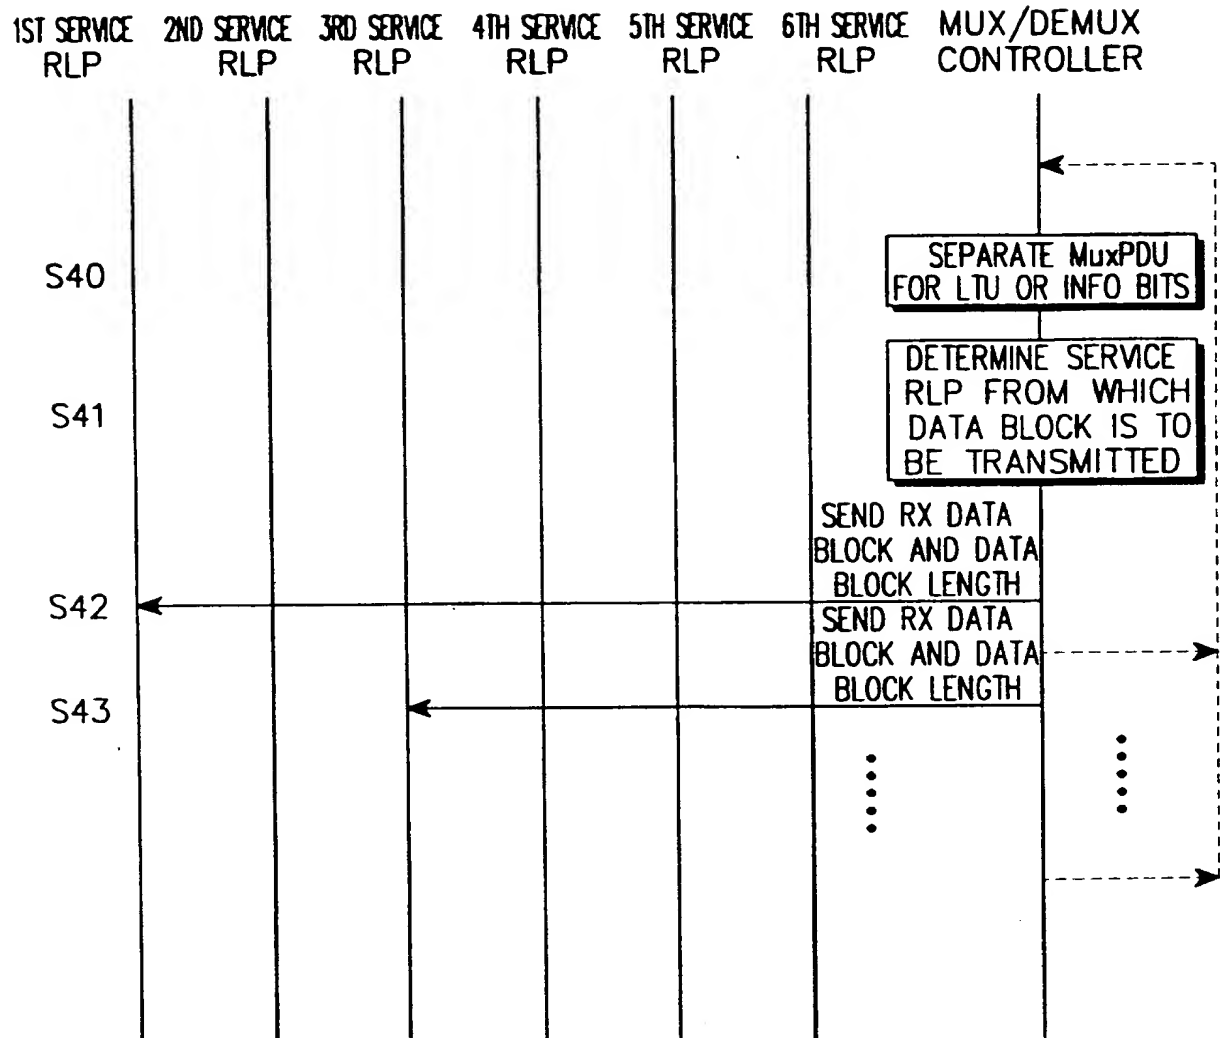 1ST SERVICE RLP
2ND SERVICE RLP
3RD SERVICE RLP
4TH SERVICE RLP
5TH SERVICE RLP
6TH SERVICE RLP
MUX/DEMUX
CONTROLLER
S40
SEPARATE MuxPDU
FOR LTU OR INFO BITS
S41
DETERMINE SERVICE
RLP FROM WHICH
DATA BLOCK IS TO
BE TRANSMITTED
SEND RX DATA
BLOCK AND DATA
BLOCK LENGTH
S42
SEND RX DATA
BLOCK AND DATA
BLOCK LENGTH
S43